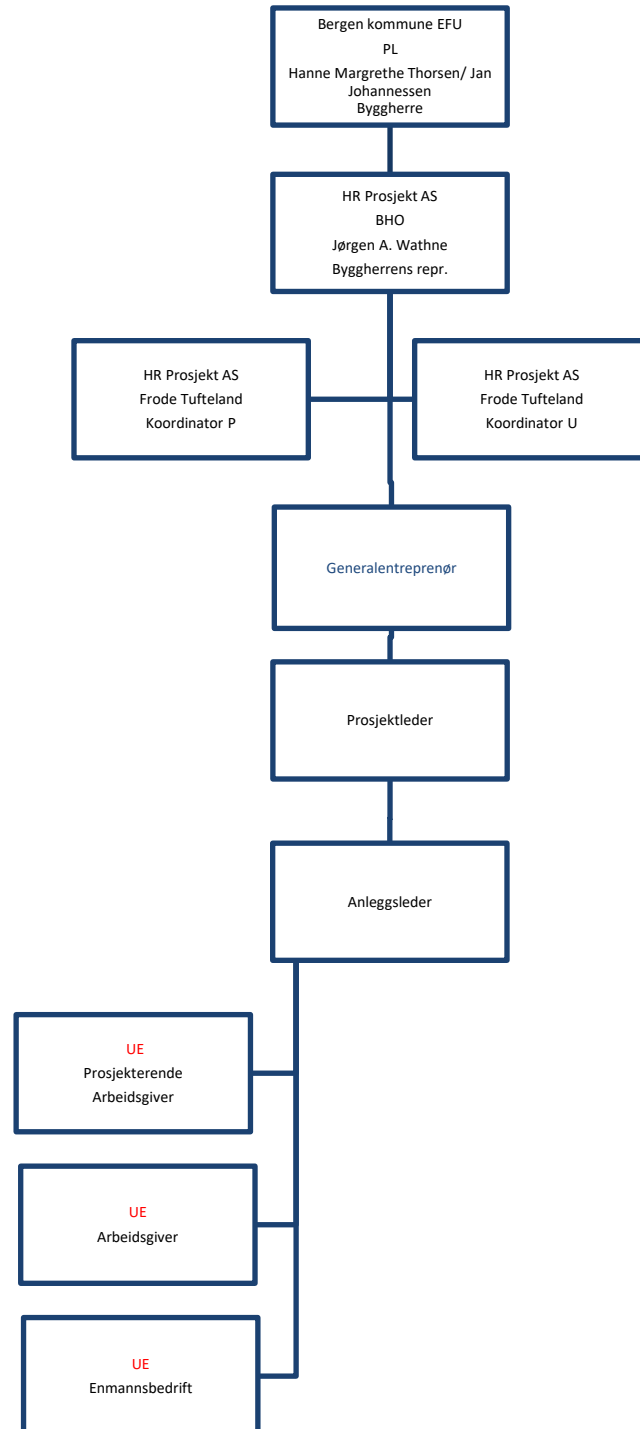 Bergen kommune EFU
PL
Hanne Margrethe Thorsen/ Jan
Johannessen
Byggherre
HR Prosjekt AS
BHO
Jørgen A. Wathne
Byggherrens repr.
HR Prosjekt AS
Frode Tufteland
Koordinator P
HR Prosjekt AS
Frode Tufteland
Koordinator U
Generalentreprenør
Prosjektleder
Anleggsleder
UE
Prosjekterende
Arbeidsgiver
UE
Arbeidsgiver
UE
Enmannsbedrift